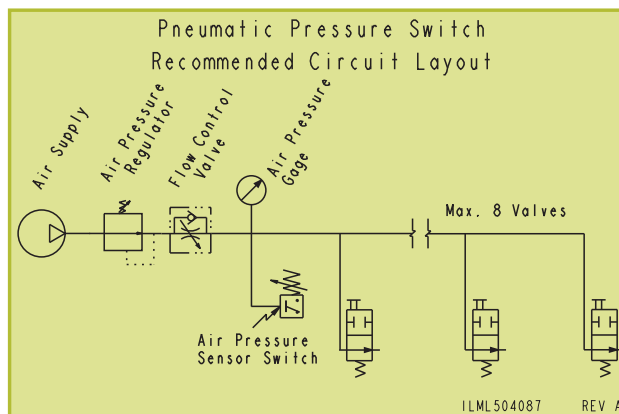 Pneumatic Pressure Switch
Recommended Circuit Layout
Air Supply
Air Pressure
Regulator
Flow Control
Valve
Air Pressure
Gage
Max. 8 Valves
Air Pressure
Sensor Switch
ILML504087 REV A